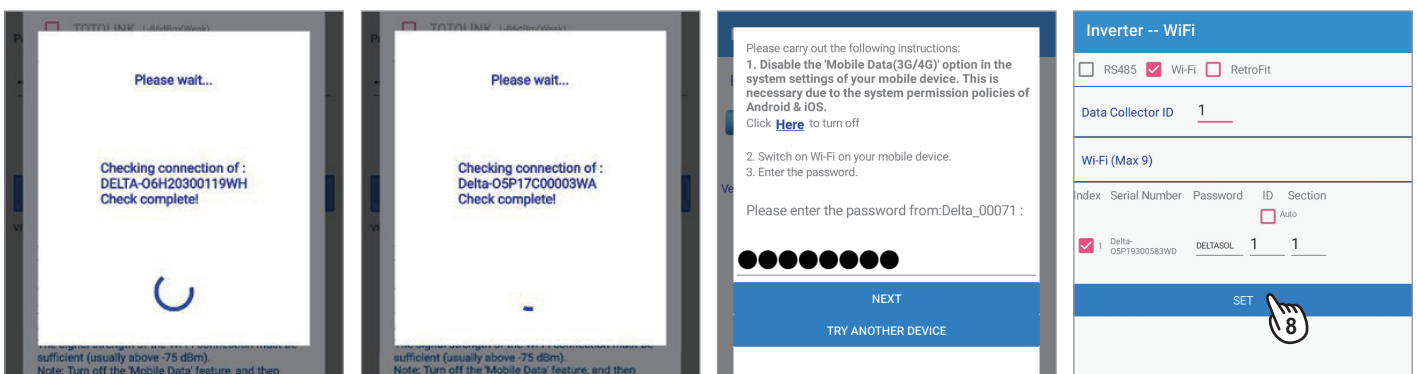 TOTOLINK (-86dBm(Weak)
Please wait...
Checking connection of :
DELTA-O6H20300119WH
Check complete!
The signal strength of the Wi-Fi connection must be
sufficient (usually above -75 dBm).
Note: Turn off the 'Mobile Data' feature, and then
TOTOLINK (-86dBm(Weak)
Please wait...
Checking connection of :
Delta-O5P17C00003WA
Check complete!
The signal strength of the Wi-Fi connection must be
sufficient (usually above -75 dBm).
Note: Turn off the 'Mobile Data' feature, and then
Please carry out the following instructions:
1. Disable the 'Mobile Data(3G/4G)' option in the
system settings of your mobile device. This is
necessary due to the system permission policies of
Android & iOS.
Click Here to turn off
2. Switch on Wi-Fi on your mobile device.
3. Enter the password.
Please enter the password from:Delta_00071 :
NEXT
TRY ANOTHER DEVICE
Inverter -- WiFi
RS485 Wi-Fi RetroFit
Data Collector ID 1
Wi-Fi (Max 9)
Index Serial Number Password ID Section
Auto
1 Delta-
O5P19300583WD DELTASOL 1 1
SET
8